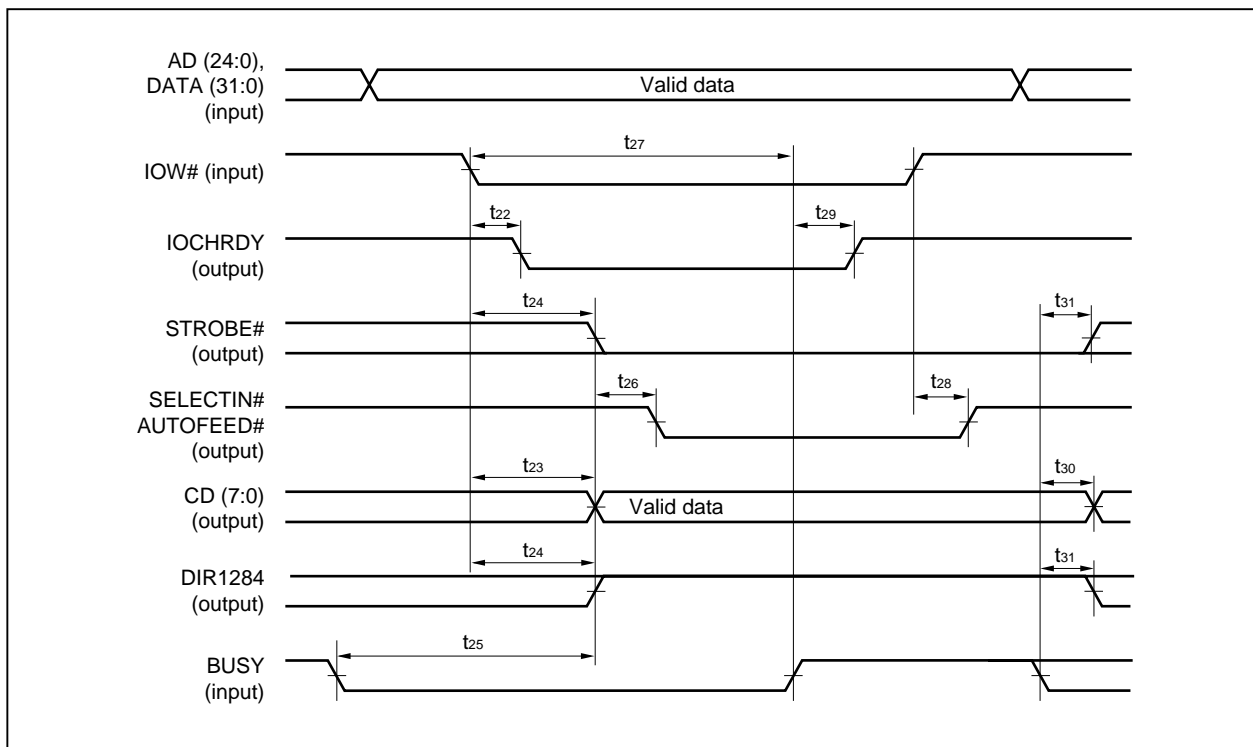 AD (24:0),
DATA (31:0)
(input)
Valid data
IOW# (input)
t27
IOCHRDY
(output)
t22
t29
STROBE#
(output)
t24
t31
SELECTIN#
AUTOFEED#
(output)
t26
t28
CD (7:0)
(output)
t23
Valid data
t30
DIR1284
(output)
t24
t31
BUSY
(input)
t25